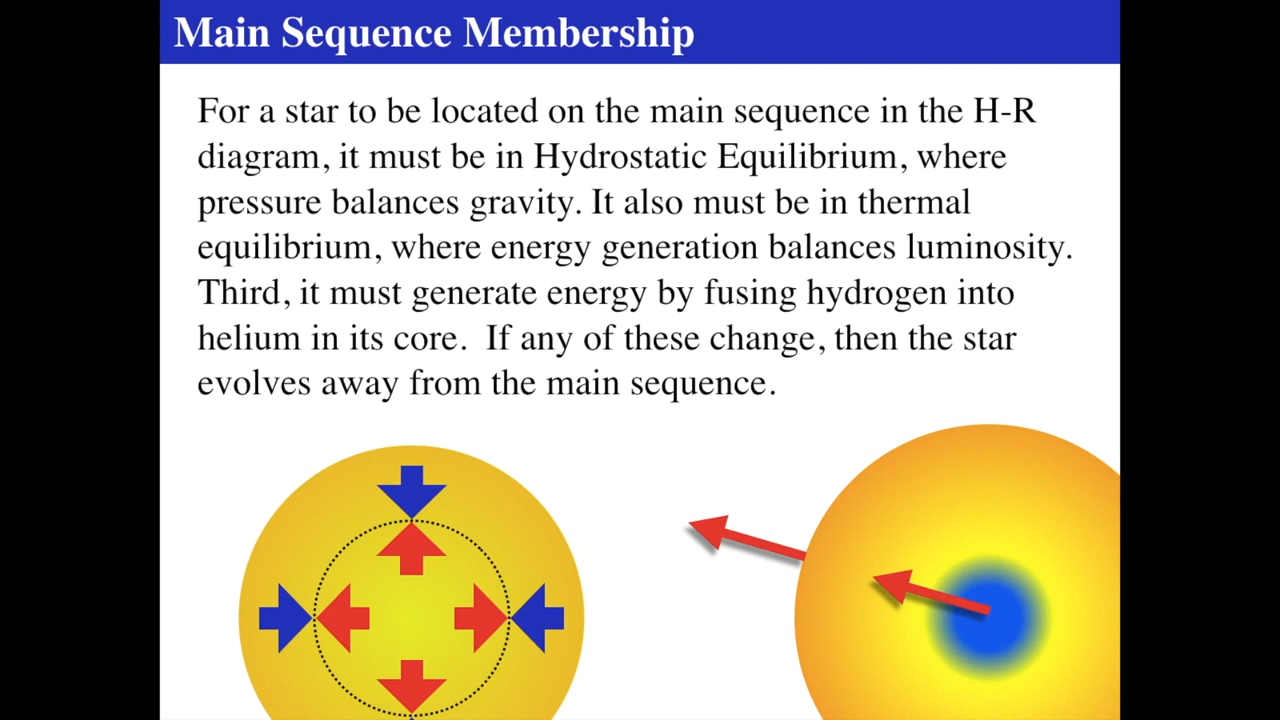 Main Sequence Membership
For a star to be located on the main sequence in the H-R
diagram, it must be in Hydrostatic Equilibrium, where
pressure balances gravity. It also must be in thermal
equilibrium, where energy generation balances luminosity.
Third, it must generate energy by fusing hydrogen into
helium in its core.  If any of these change, then the star
evolves away from the main sequence.